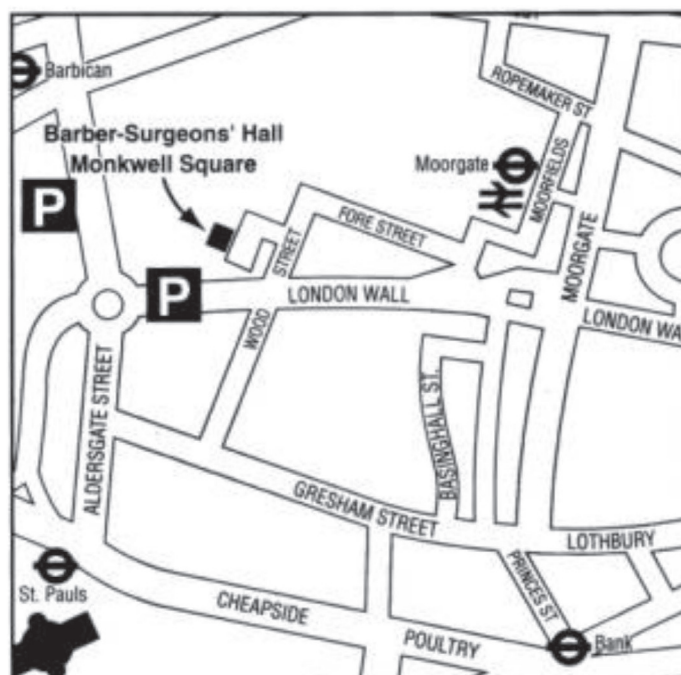 Barbican
ROPEMAKER ST
Barber-Surgeons' Hall
Monkwell Square
Moorgate
MOORFIELDS
P
FORE STREET
MOORGATE
P
WOOD STREET
LONDON WALL
LONDON WA
ALDERSGATE STREET
BASINGHALL ST.
GRESHAM STREET
LOTHBURY
PRINCES ST
St. Pauls
CHEAPSIDE
POULTRY
Bank